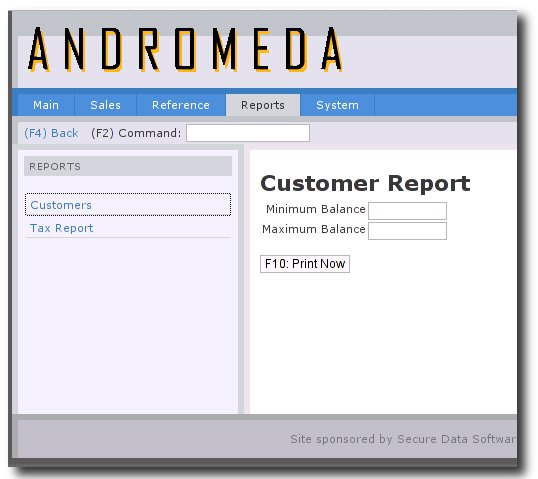 ANDROMEDA
Main Sales Reference Reports System
(F4) Back (F2) Command:
REPORTS
Customers
Tax Report
Customer Report
Minimum Balance
Maximum Balance
F10: Print Now
Site sponsored by Secure Data